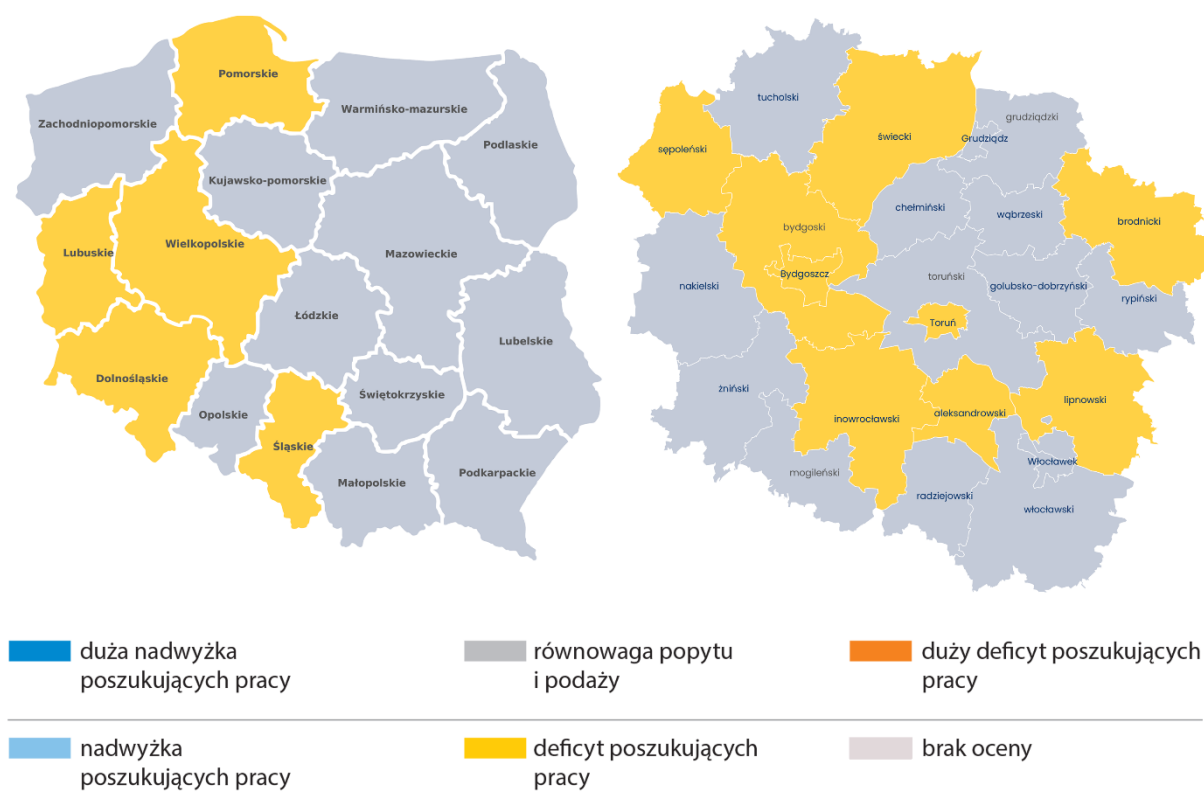 Pomorskie
Warmińsko-mazurskie
Zachodniopomorskie
Podlaskie
Kujawsko-pomorskie
Wielkopolskie
Lubuskie
Mazowieckie
Łódzkie
Lubelskie
Dolnośląskie
Opolskie
Świętokrzyskie
Śląskie
Podkarpackie
Małopolskie
tucholski
grudziądzki
świecki
Grudziądz
sępoleński
chełmiński
wąbrzeski
brodnicki
bydgoski
Bydgoszcz
toruński
nakielski
golubsko-dobrzyński
rypiński
Toruń
żniński
lipnowski
inowrocławski
aleksandrowski
mogileński
Włocławek
radziejowski
włocławski
duża nadwyżka
poszukujących pracy
równowaga popytu
i podaży
duży deficyt poszukujących
pracy
nadwyżka
poszukujących pracy
deficyt poszukujących
pracy
brak oceny